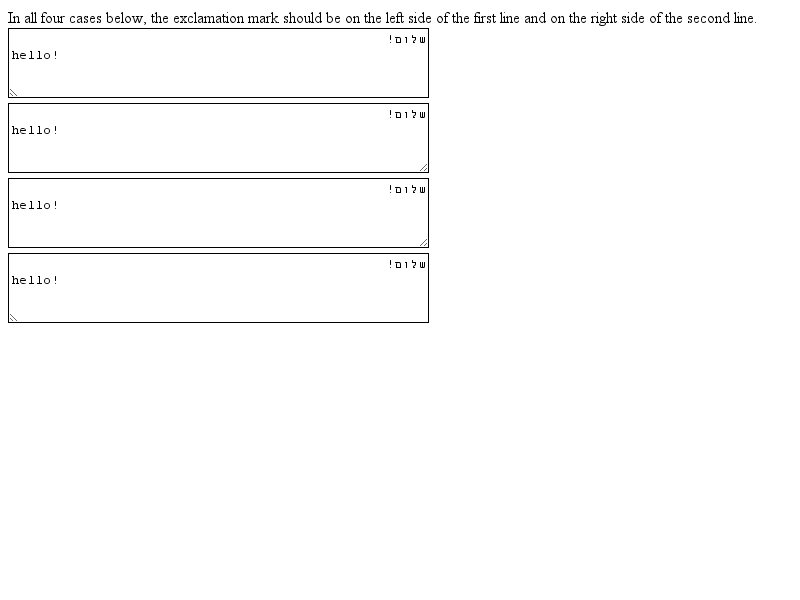 In all four cases below, the exclamation mark should be on the left side of the first line and on the right side of the second line.
שלום!
hello!
שלום!
hello!
שלום!
hello!
שלום!
hello!